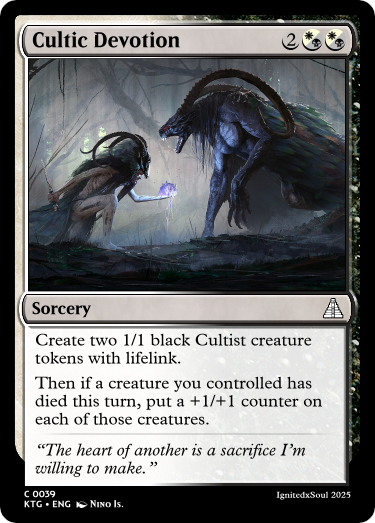 Cultic Devotion 2
Sorcery
Create two 1/1 black Cultist creature
tokens with lifelink.
Then if a creature you controlled has
died this turn, put a +1/+1 counter on
each of those creatures.
“The heart of another is a sacrifice I’m
willing to make.”
C 0039
KTG • ENG Nino Is.
IgnitedxSoul 2025